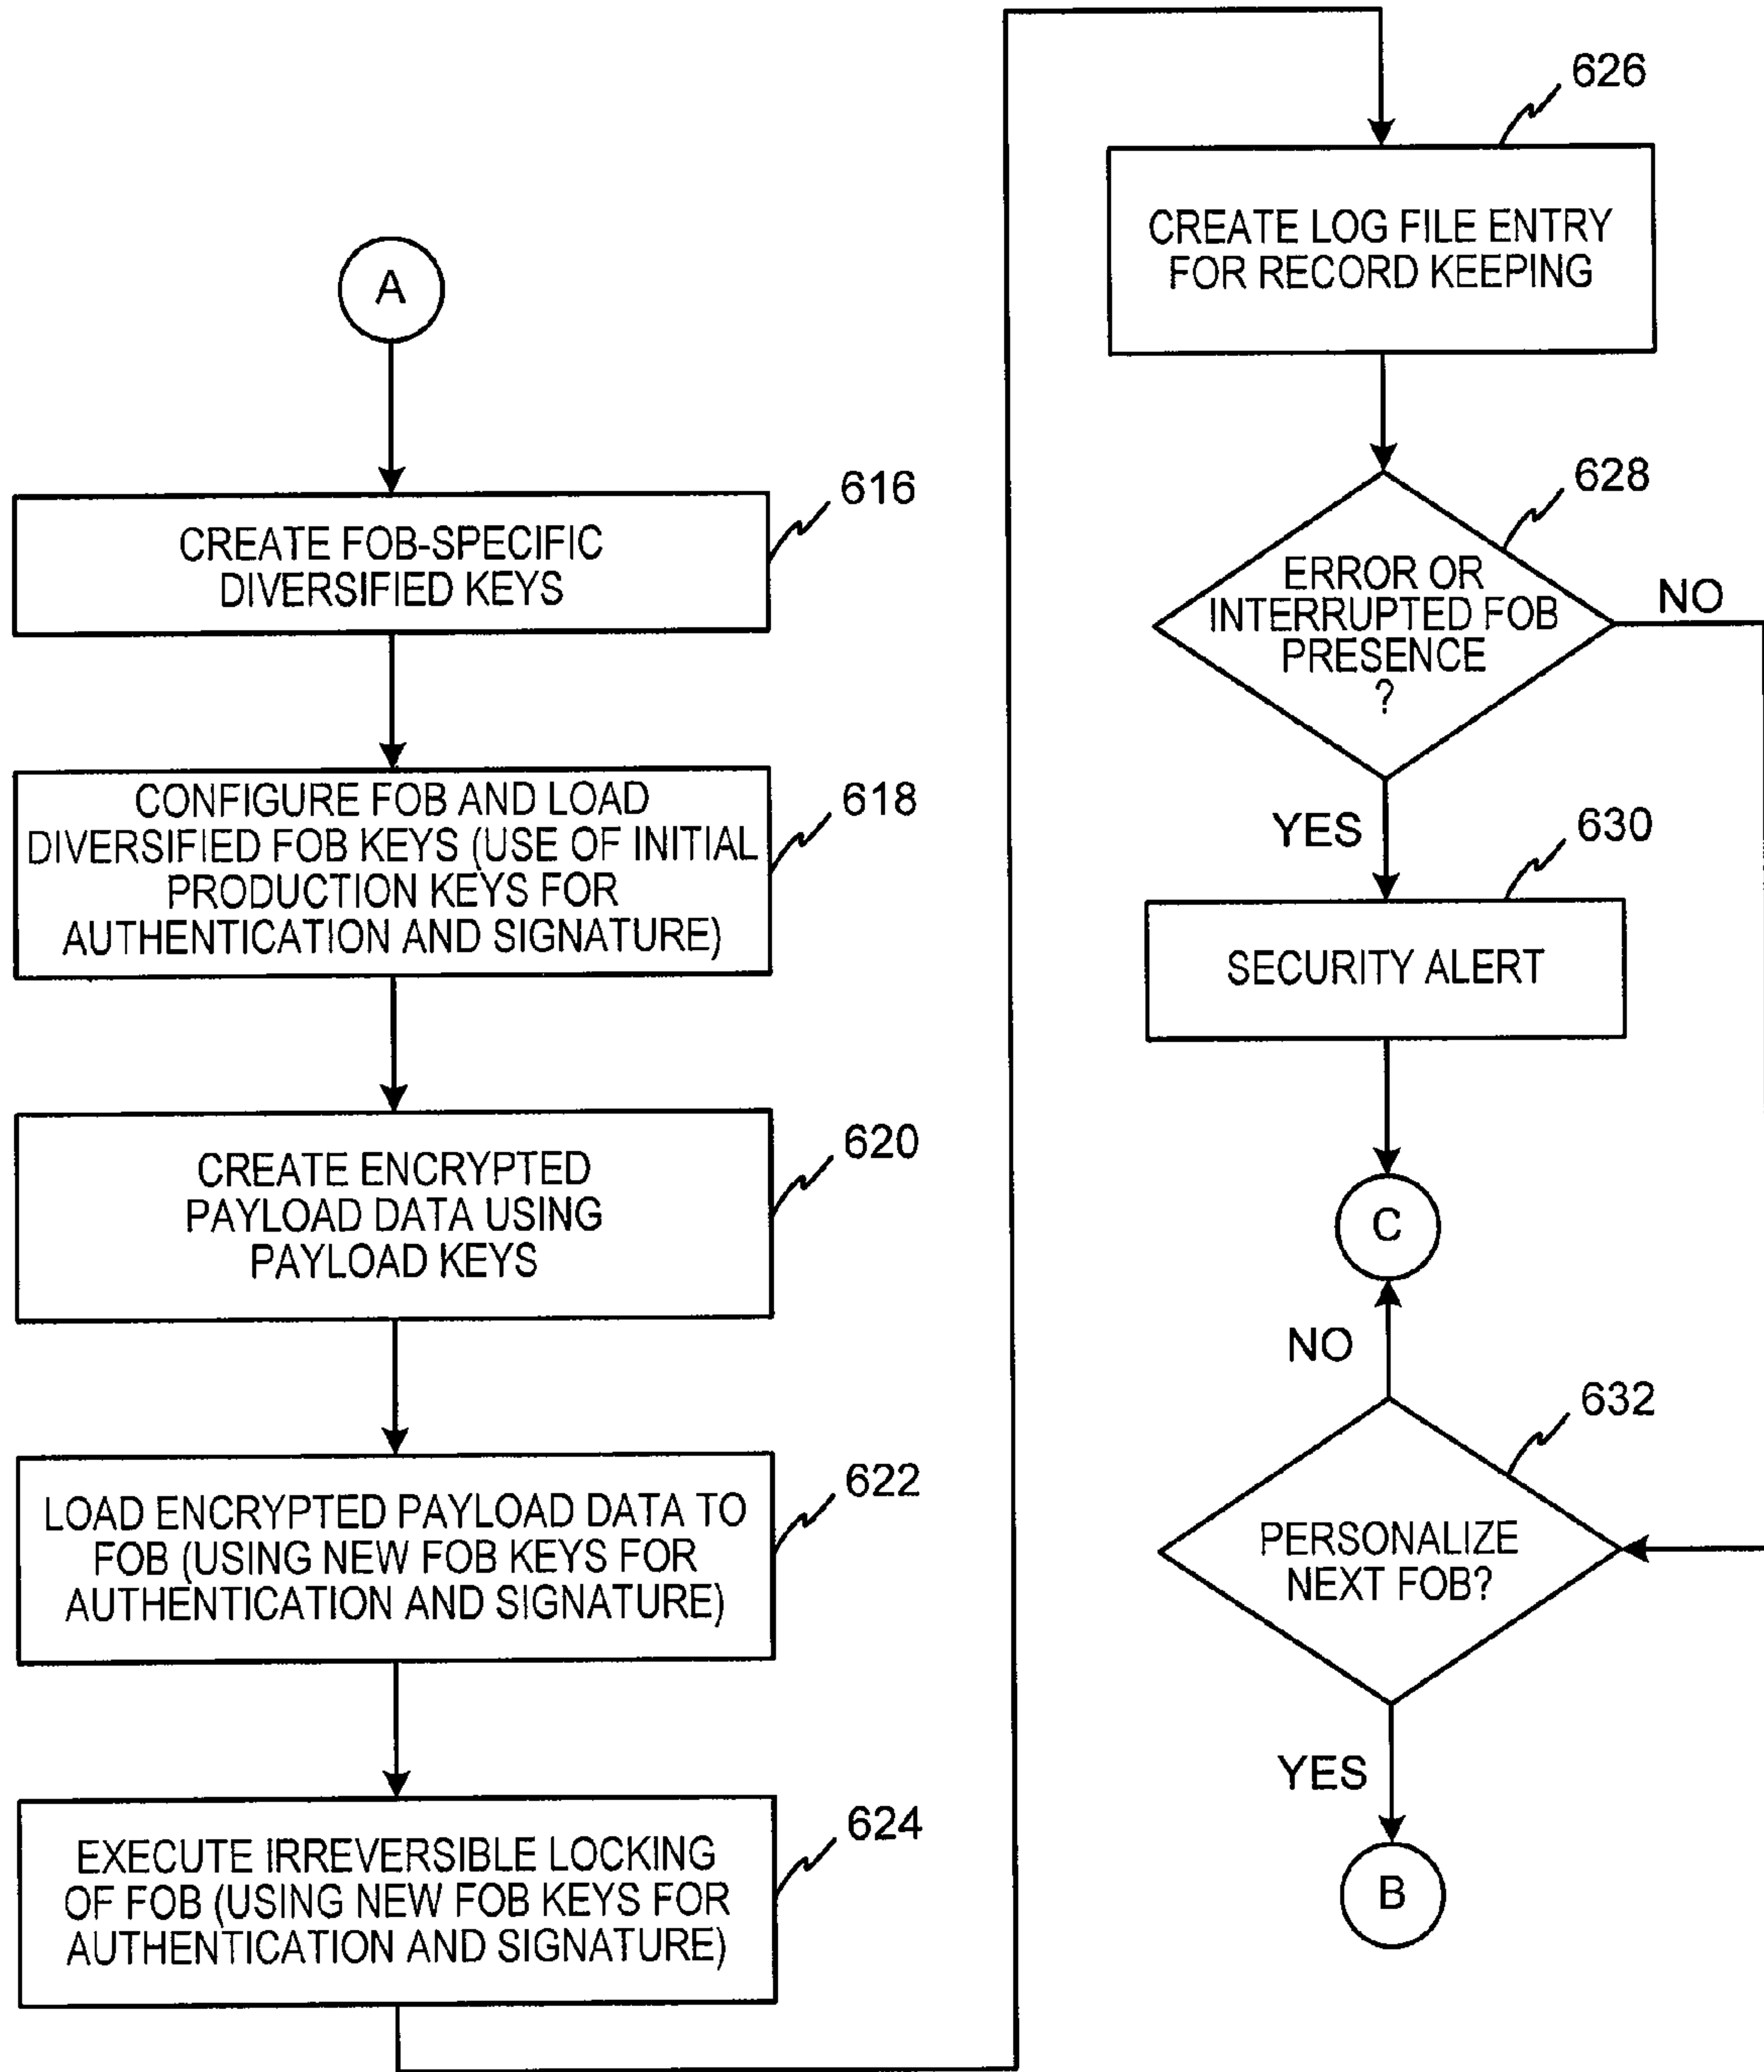 A
616
CREATE FOB-SPECIFIC
DIVERSIFIED KEYS
618
CONFIGURE FOB AND LOAD
DIVERSIFIED FOB KEYS (USE OF INITIAL
PRODUCTION KEYS FOR
AUTHENTICATION AND SIGNATURE)
620
CREATE ENCRYPTED
PAYLOAD DATA USING
PAYLOAD KEYS
622
LOAD ENCRYPTED PAYLOAD DATA TO
FOB (USING NEW FOB KEYS FOR
AUTHENTICATION AND SIGNATURE)
624
EXECUTE IRREVERSIBLE LOCKING
OF FOB (USING NEW FOB KEYS FOR
AUTHENTICATION AND SIGNATURE)
626
CREATE LOG FILE ENTRY
FOR RECORD KEEPING
628
ERROR OR
INTERRUPTED FOB
PRESENCE
?
NO
YES
630
SECURITY ALERT
C
NO
632
PERSONALIZE
NEXT FOB?
YES
B